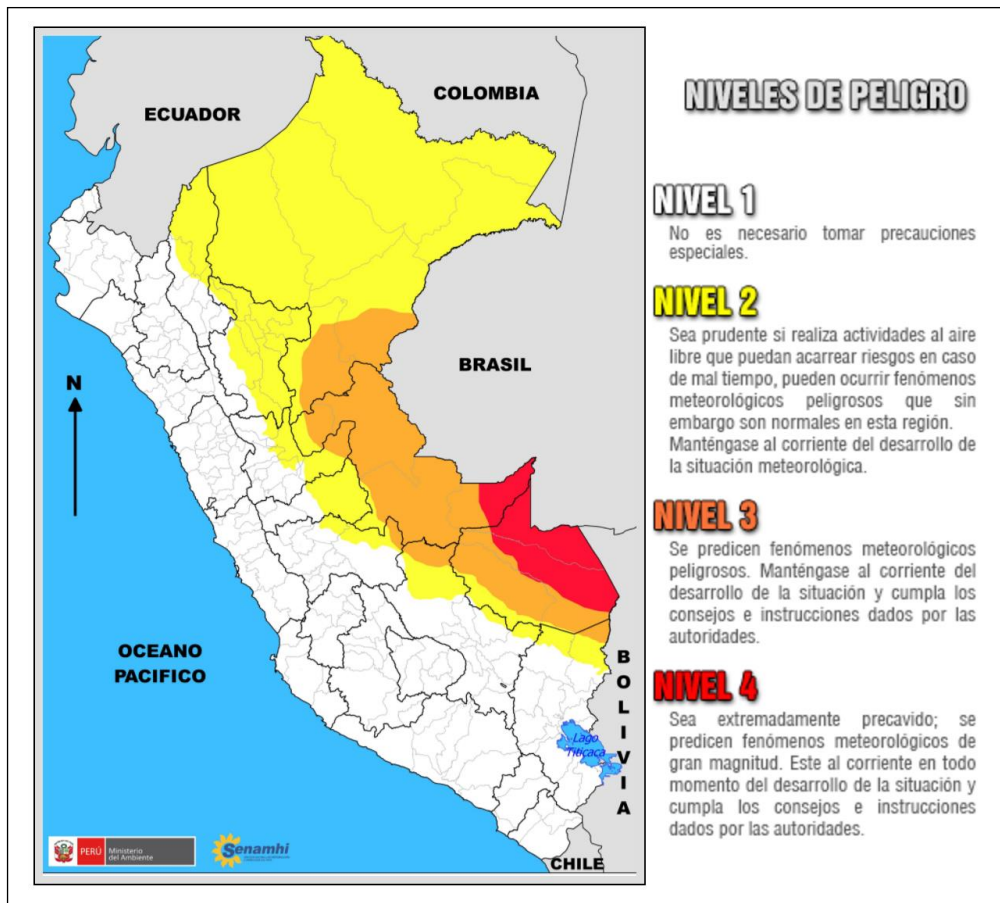 ECUADOR
COLOMBIA
BRASIL
N
OCEANO
PACIFICO
BOLIVIA
Lago
Titicaca
CHILE
PERÚ
Ministerio
del Ambiente
Senamhi
NIVELES DE PELIGRO
NIVEL 1
No es necesario tomar precauciones
especiales.
NIVEL 2
Sea prudente si realiza actividades al aire
libre que puedan acarrear riesgos en caso
de mal tiempo, pueden ocurrir fenómenos
meteorológicos peligrosos que sin
embargo son normales en esta región.
Manténgase al corriente del desarrollo de
la situación meteorológica.
NIVEL 3
Se predicen fenómenos meteorológicos
peligrosos. Manténgase al corriente del
desarrollo de la situación y cumpla los
consejos e instrucciones dados por las
autoridades.
NIVEL 4
Sea extremadamente precavido; se
predicen fenómenos meteorológicos de
gran magnitud. Este al corriente en todo
momento del desarrollo de la situación y
cumpla los consejos e instrucciones
dados por las autoridades.